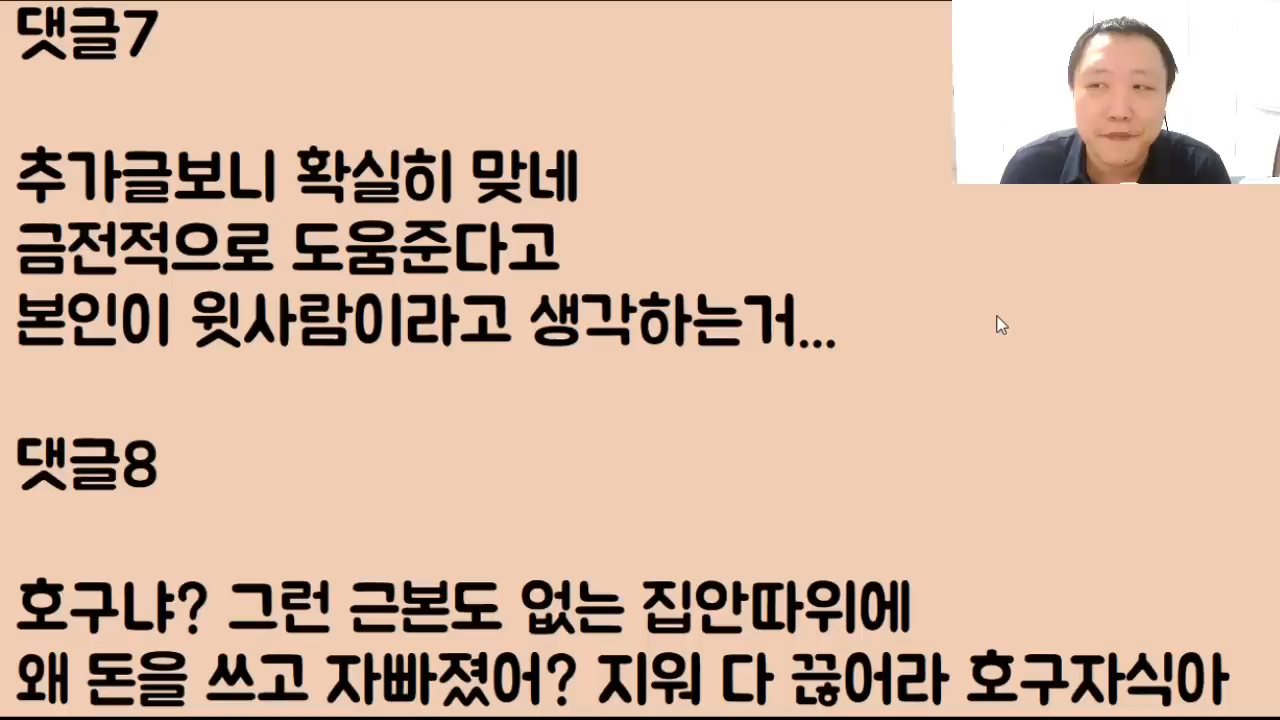 댓글7
추가글보니 확실히 맞네
금전적으로 도움준다고
본인이 윗사람이라고 생각하는거...
댓글8
호구냐? 그런 근본도 없는 집안따위에
왜 돈을 쓰고 자빠졌어? 지워 다 끊어라 호구자식아